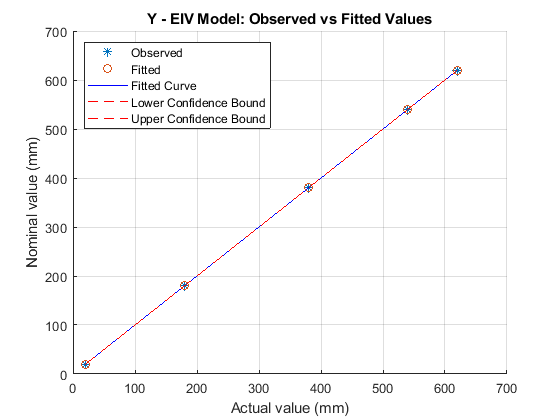 Y - EIV Model: Observed vs Fitted Values
700
600
500
400
300
200
100
0
Nominal value (mm)
Observed
Fitted
Fitted Curve
Lower Confidence Bound
Upper Confidence Bound
0 100 200 300 400 500 600 700
Actual value (mm)